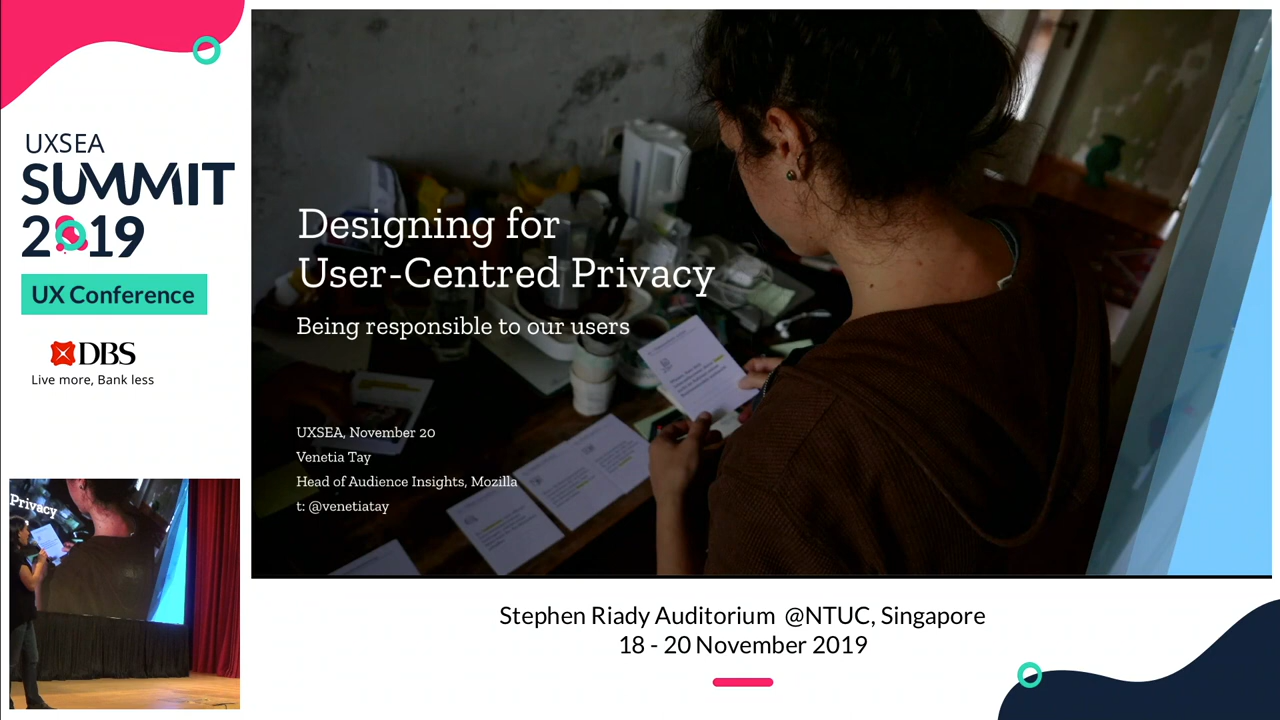 UXSEA
SUMMIT
2019
UX Conference
DBS
Live more, Bank less
Privacy
Designing for
User-Centred Privacy
Being responsible to our users
UXSEA, November 20
Venetia Tay
Head of Audience Insights, Mozilla
t: @venetiatay
Stephen Riady Auditorium @NTUC, Singapore
18 - 20 November 2019